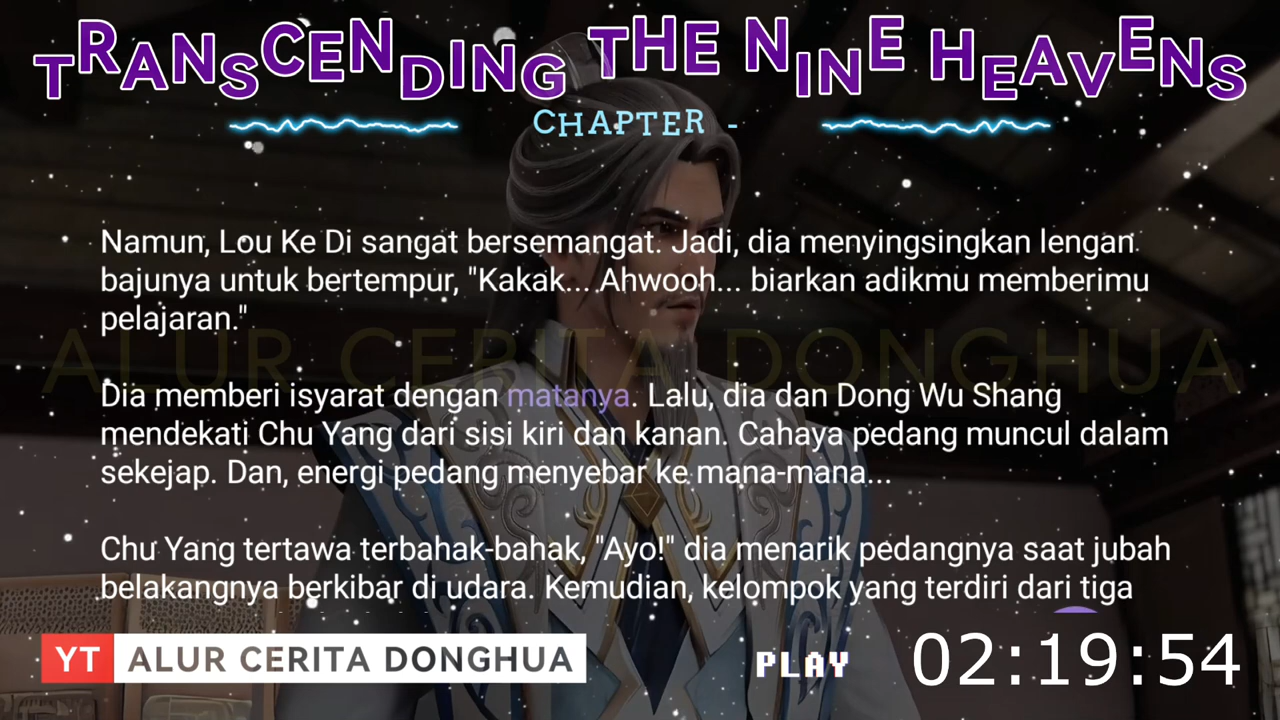 TRANSCENDING THE NINE HEAVENS
CHAPTER -
Namun, Lou Ke Di sangat bersemangat. Jadi, dia menyingsingkan lengan
bajunya untuk bertempur, "Kakak... Ahwooh... biarkan adikmu memberimu
pelajaran."
ALUR CERITA DONGHUA
Dia memberi isyarat dengan matanya. Lalu, dia dan Dong Wu Shang
mendekati Chu Yang dari sisi kiri dan kanan. Cahaya pedang muncul dalam
sekejap. Dan, energi pedang menyebar ke mana-mana...
Chu Yang tertawa terbahak-bahak, "Ayo!" dia menarik pedangnya saat jubah
belakangnya berkibar di udara. Kemudian, kelompok yang terdiri dari tiga
YT ALUR CERITA DONGHUA
PLAY 02:19:54